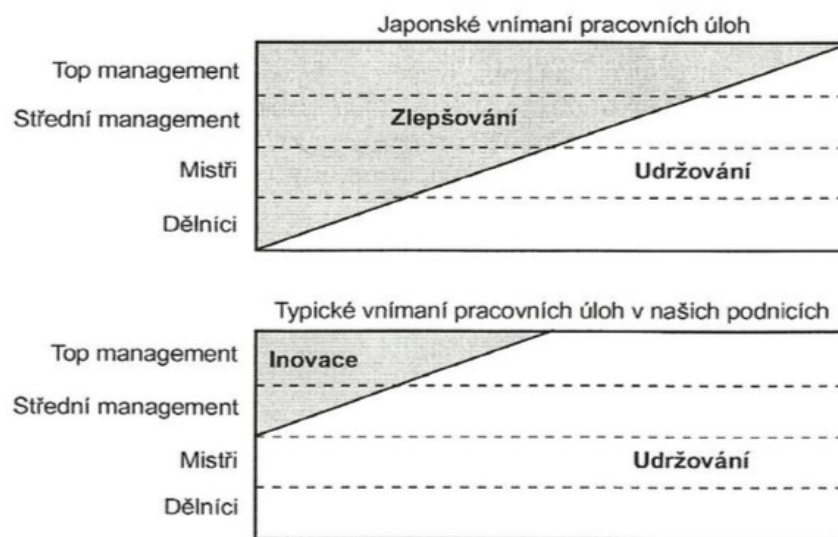 Japonské vnímaní pracovních úloh
Top management
Střední management
Zlepšování
Mistři
Udržování
Dělníci
Typické vnímaní pracovních úloh v našich podnicích
Top management
Inovace
Střední management
Mistři
Udržování
Dělníci